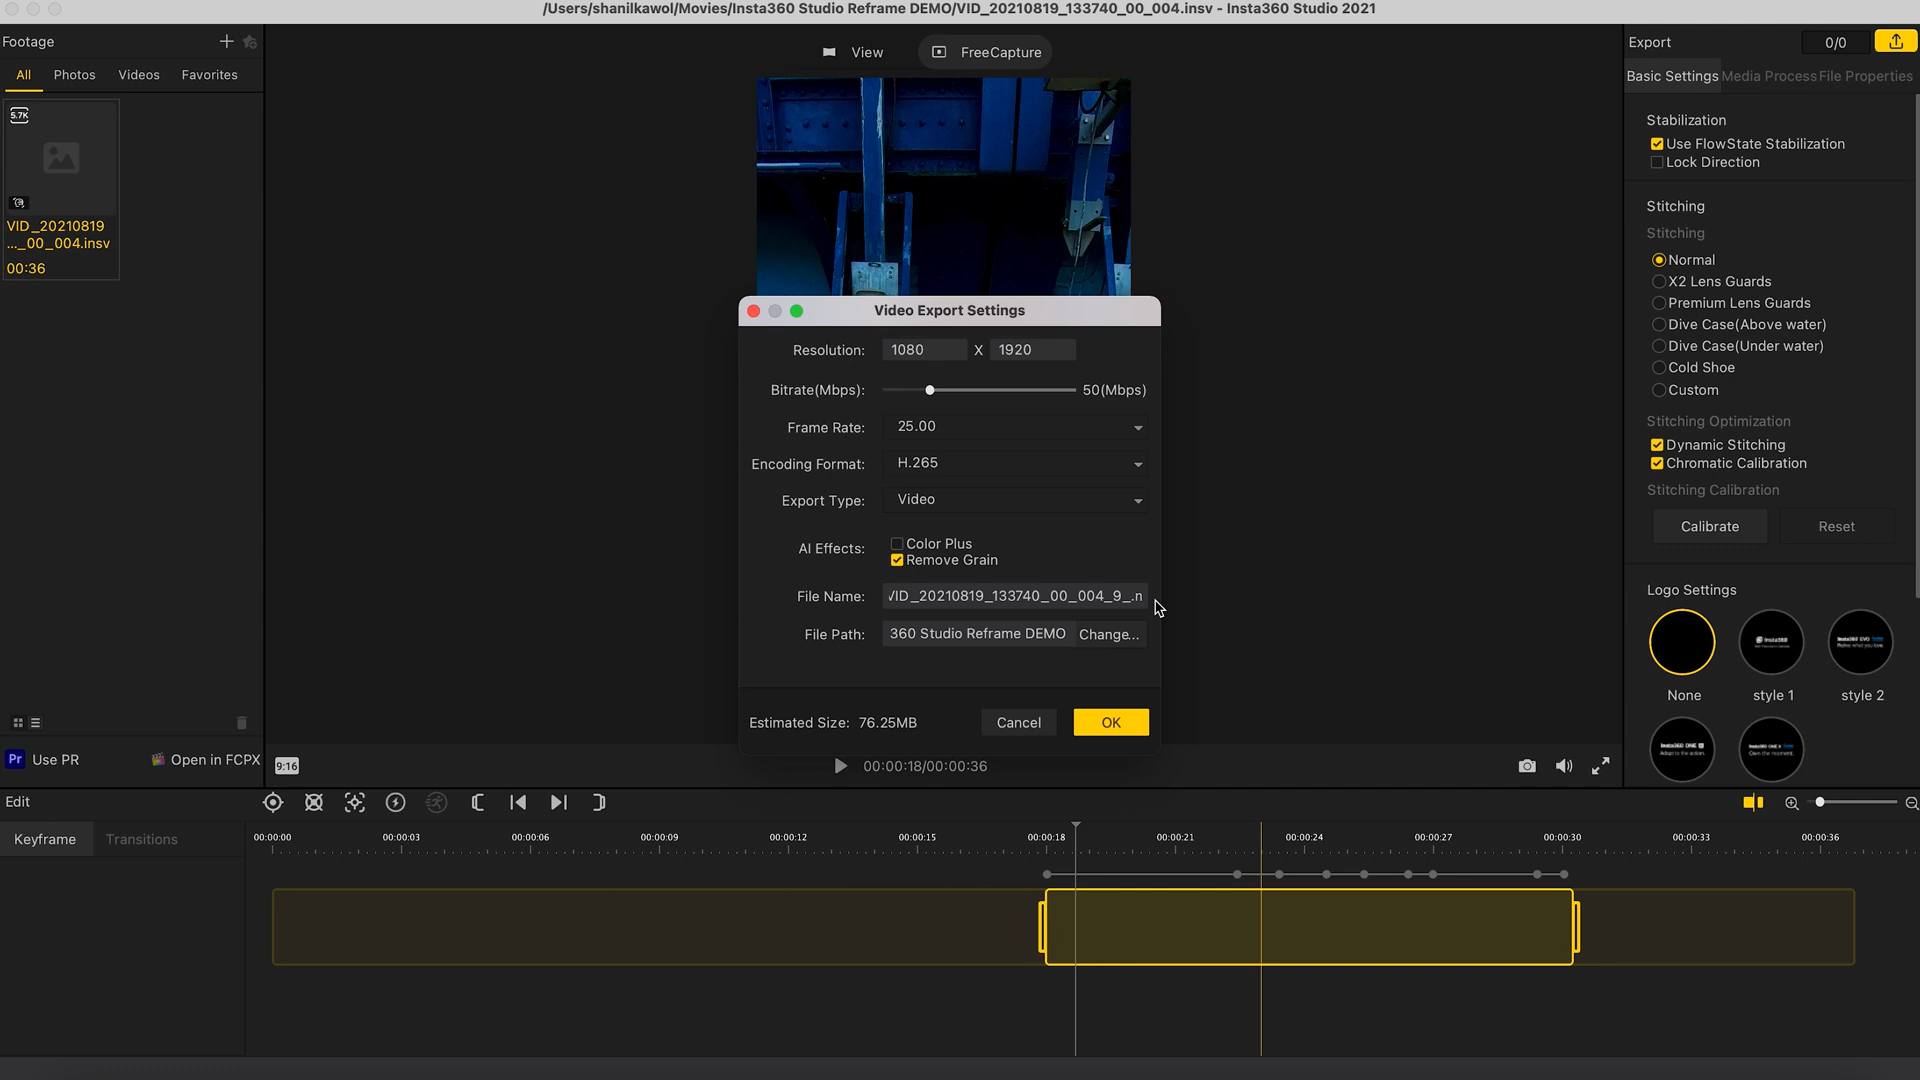 /Users/shanilkawol/Movies/Insta360 Studio Reframe DEMO/VID_20210819_133740_00_004.insv - Insta360 Studio 2021
Footage
All Photos Videos Favorites
5.7K
VID_20210819
..._00_004.insv
00:36
Use PR
Open in FCPX
Pr
View
FreeCapture
Video Export Settings
Resolution: 1080 X 1920
Bitrate(Mbps): 50(Mbps)
Frame Rate: 25.00
Encoding Format: H.265
Export Type: Video
AI Effects: Color Plus
Remove Grain
File Name: VID_20210819_133740_00_004_9_.n
File Path: 360 Studio Reframe DEMO Change...
Estimated Size: 76.25MB
Cancel
OK
9:16
00:00:18/00:00:36
Export
0/0
Basic Settings Media Process File Properties
Stabilization
Use FlowState Stabilization
Lock Direction
Stitching
Stitching
Normal
X2 Lens Guards
Premium Lens Guards
Dive Case(Above water)
Dive Case(Under water)
Cold Shoe
Custom
Stitching Optimization
Dynamic Stitching
Chromatic Calibration
Stitching Calibration
Calibrate Reset
Logo Settings
None style 1 style 2
Edit
Keyframe Transitions
00:00:00 00:00:03 00:00:06 00:00:09 00:00:12 00:00:15 00:00:18 00:00:21 00:00:24 00:00:27 00:00:30 00:00:33 00:00:36